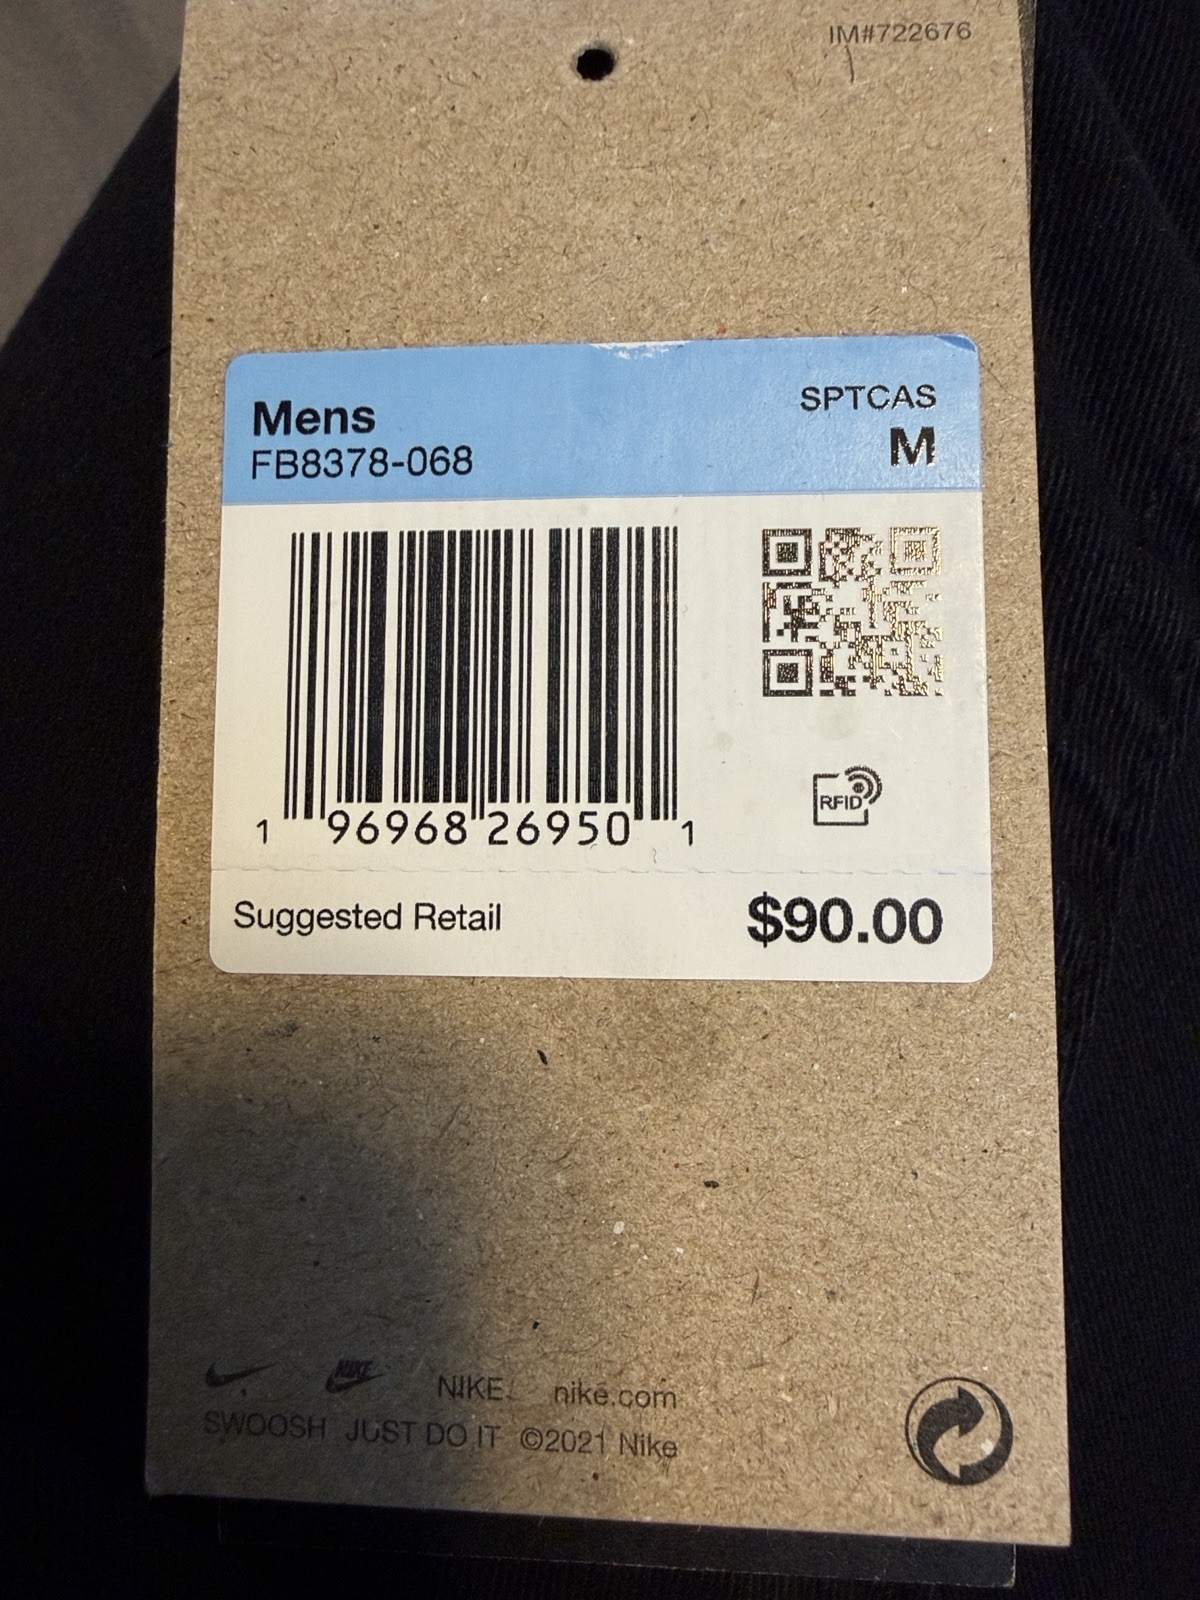 IM#722676
Mens
SPTCAS
FB8378-068
M
RFID
1 96968 26950 1
Suggested Retail
$90.00
NIKE NIKE. nike.com
SWOOSH JUST DO IT ©2021 Nike